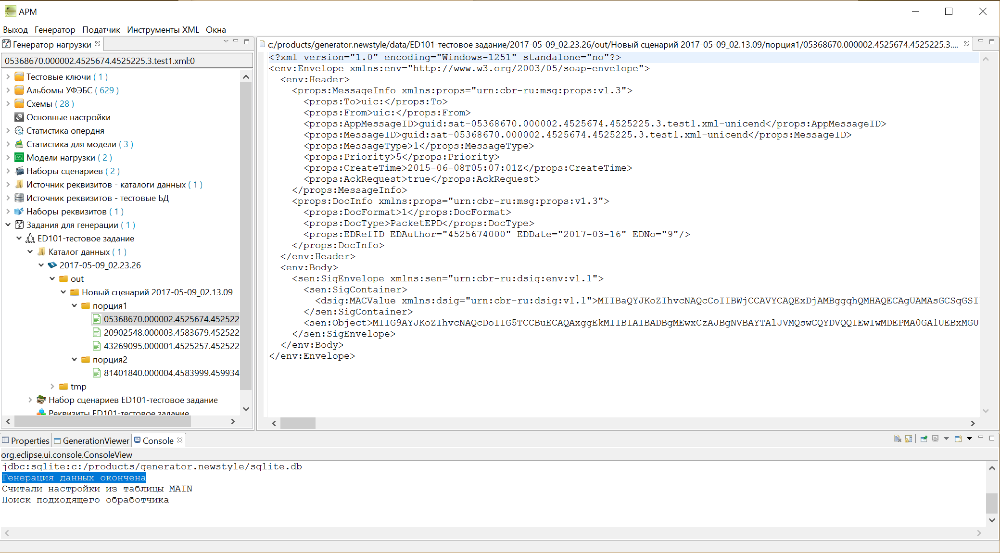 АРМ
Выход Генератор Податчик Инструменты XML Окна
Генератор нагрузки
05368670.000002.4525674.4525225.3.test1.xml:0
Тестовые ключи ( 1 )
Альбомы УФЭБС ( 629 )
Схемы ( 28 )
Основные настройки
Статистика опердня
Статистика для модели ( 3 )
Модели нагрузки ( 2 )
Наборы сценариев ( 2 )
Источник реквизитов - каталоги данных ( 1 )
Источник реквизитов - тестовые БД
Наборы реквизитов ( 1 )
Задания для генерации ( 1 )
ED101-тестовое задание
Каталог данных ( 1 )
2017-05-09_02.23.26
out
Новый сценарий 2017-05-09_02.13.09
порция1
05368670.000002.4525674.452522
20902548.000003.4583679.452522
43269095.000001.4525257.452522
порция2
81401840.000004.4583999.459934
tmp
Набор сценариев ED101-тестовое задание
Реквизиты ED101-тестовое задание
c:/products/generator.newstyle/data/ED101-тестовое задание/2017-05-09_02.23.26/out/Новый сценарий 2017-05-09_02.13.09/порция1/05368670.000002.4525674.4525225.3....
<?xml version="1.0" encoding="Windows-1251" standalone="no"?>
<env:Envelope xmlns:env="http://www.w3.org/2003/05/soap-envelope">
<env:Header>
<props:MessageInfo xmlns:props="urn:cbr-ru:msg:props:v1.3">
<props:To>uic:</props:To>
<props:From>uic:</props:From>
<props:AppMessageID>guid:sat-05368670.000002.4525674.4525225.3.test1.xml-unicend</props:AppMessageID>
<props:MessageID>guid:sat-05368670.000002.4525674.4525225.3.test1.xml-unicend</props:MessageID>
<props:MessageType>1</props:MessageType>
<props:Priority>5</props:Priority>
<props:CreateTime>2015-06-08T05:07:01Z</props:CreateTime>
<props:AckRequest>true</props:AckRequest>
</props:MessageInfo>
<props:DocInfo xmlns:props="urn:cbr-ru:msg:props:v1.3">
<props:DocFormat>1</props:DocFormat>
<props:DocType>PacketEPD</props:DocType>
<props:EDRefID EDAuthor="4525674000" EDDate="2017-03-16" EDNo="9"/>
</props:DocInfo>
</env:Header>
<env:Body>
<sen:SigEnvelope xmlns:sen="urn:cbr-ru:dsig:env:v1.1">
<sen:SigContainer>
<dsig:MACValue xmlns:dsig="urn:cbr-ru:dsig:v1.1">MIIBaQYJKoZIhvcNAQcCoIIBWjCCAVYCAQExDjAMBggqhQMHAQECAgUAMAsGCSqGSI
</sen:SigContainer>
<sen:Object>MIIG9AYJKoZIhvcNAQcDoIIG5TCCBuECAQAxggEkMIIBIAIBADBgMEwxCzAJBgNVBAYTAlJVMQswCQYDVQQIEwIwMDEPMA0GA1UEBxMGU
</sen:SigEnvelope>
</env:Body>
</env:Envelope>
Properties GenerationViewer Console
org.eclipse.ui.console.ConsoleView
jdbc:sqlite:c:/products/generator.newstyle/sqlite.db
Генерация данных окончена
Считали настройки из таблицы MAIN
Поиск подходящего обработчика